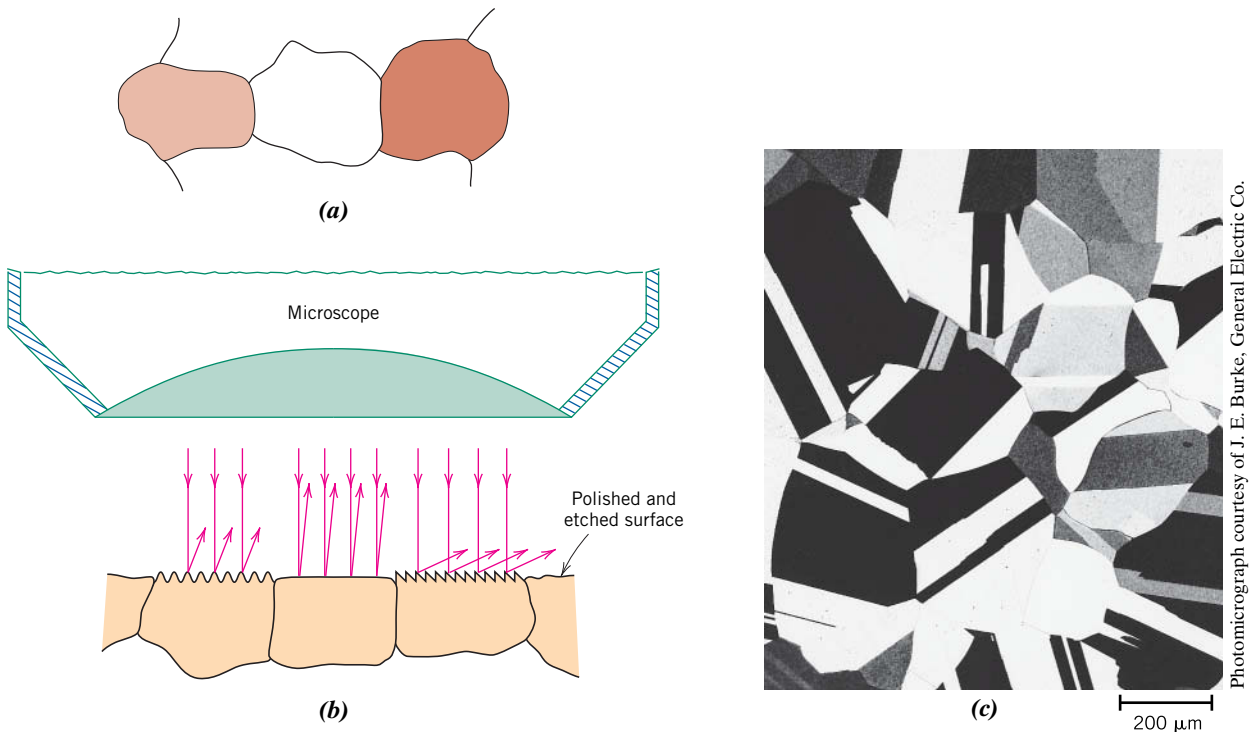 (a)
Microscope
Polished and
etched surface
(b)
(c)
200 μm
Photomicrograph courtesy of J. E. Burke, General Electric Co.